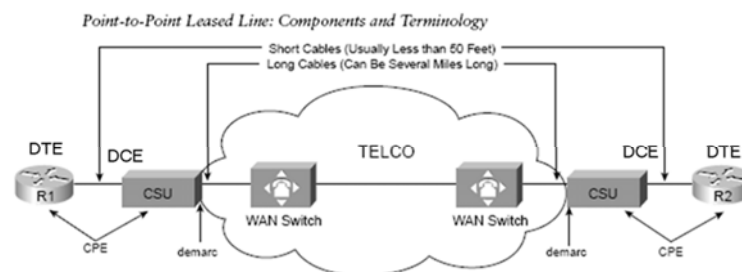 Point-to-Point Leased Line: Components and Terminology
Short Cables (Usually Less than 50 Feet)
Long Cables (Can Be Several Miles Long)
DTE
DCE
TELCO
DCE
DTE
R1
CSU
CSU
R2
WAN Switch
WAN Switch
CPE
demarc
demarc
CPE